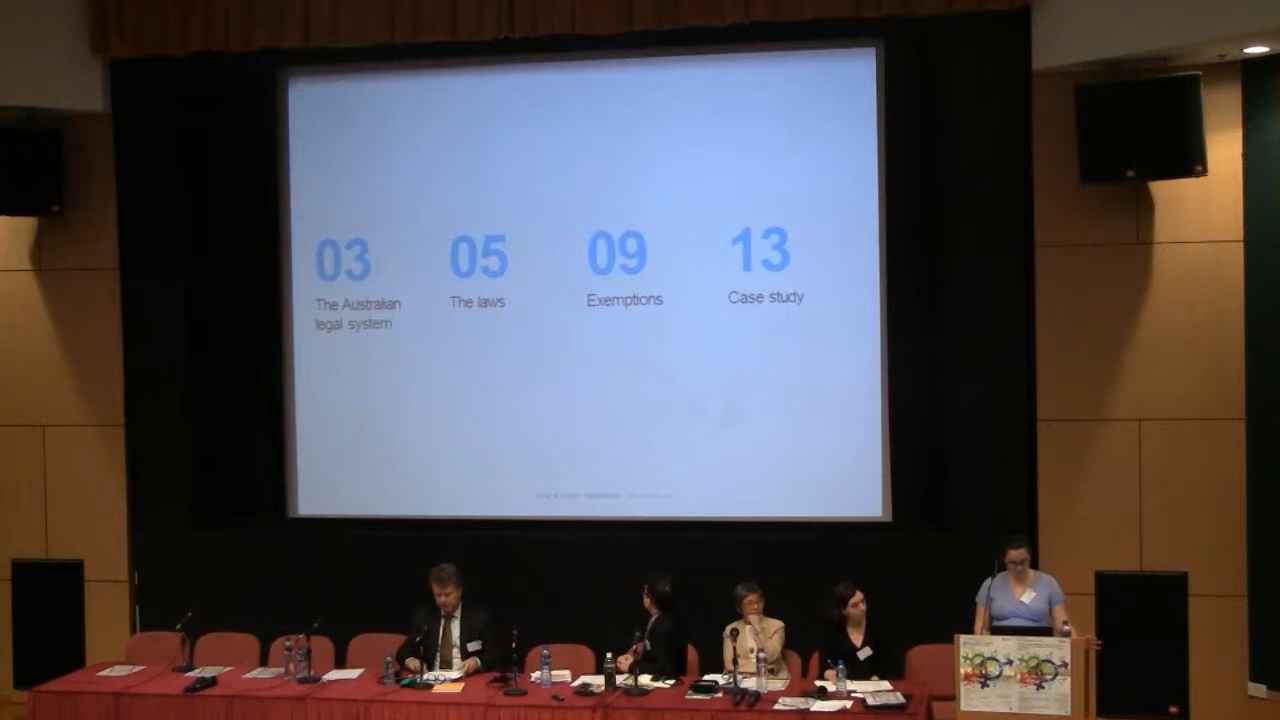 03
The Australian
legal system
05
The laws
09
Exemptions
13
Case study